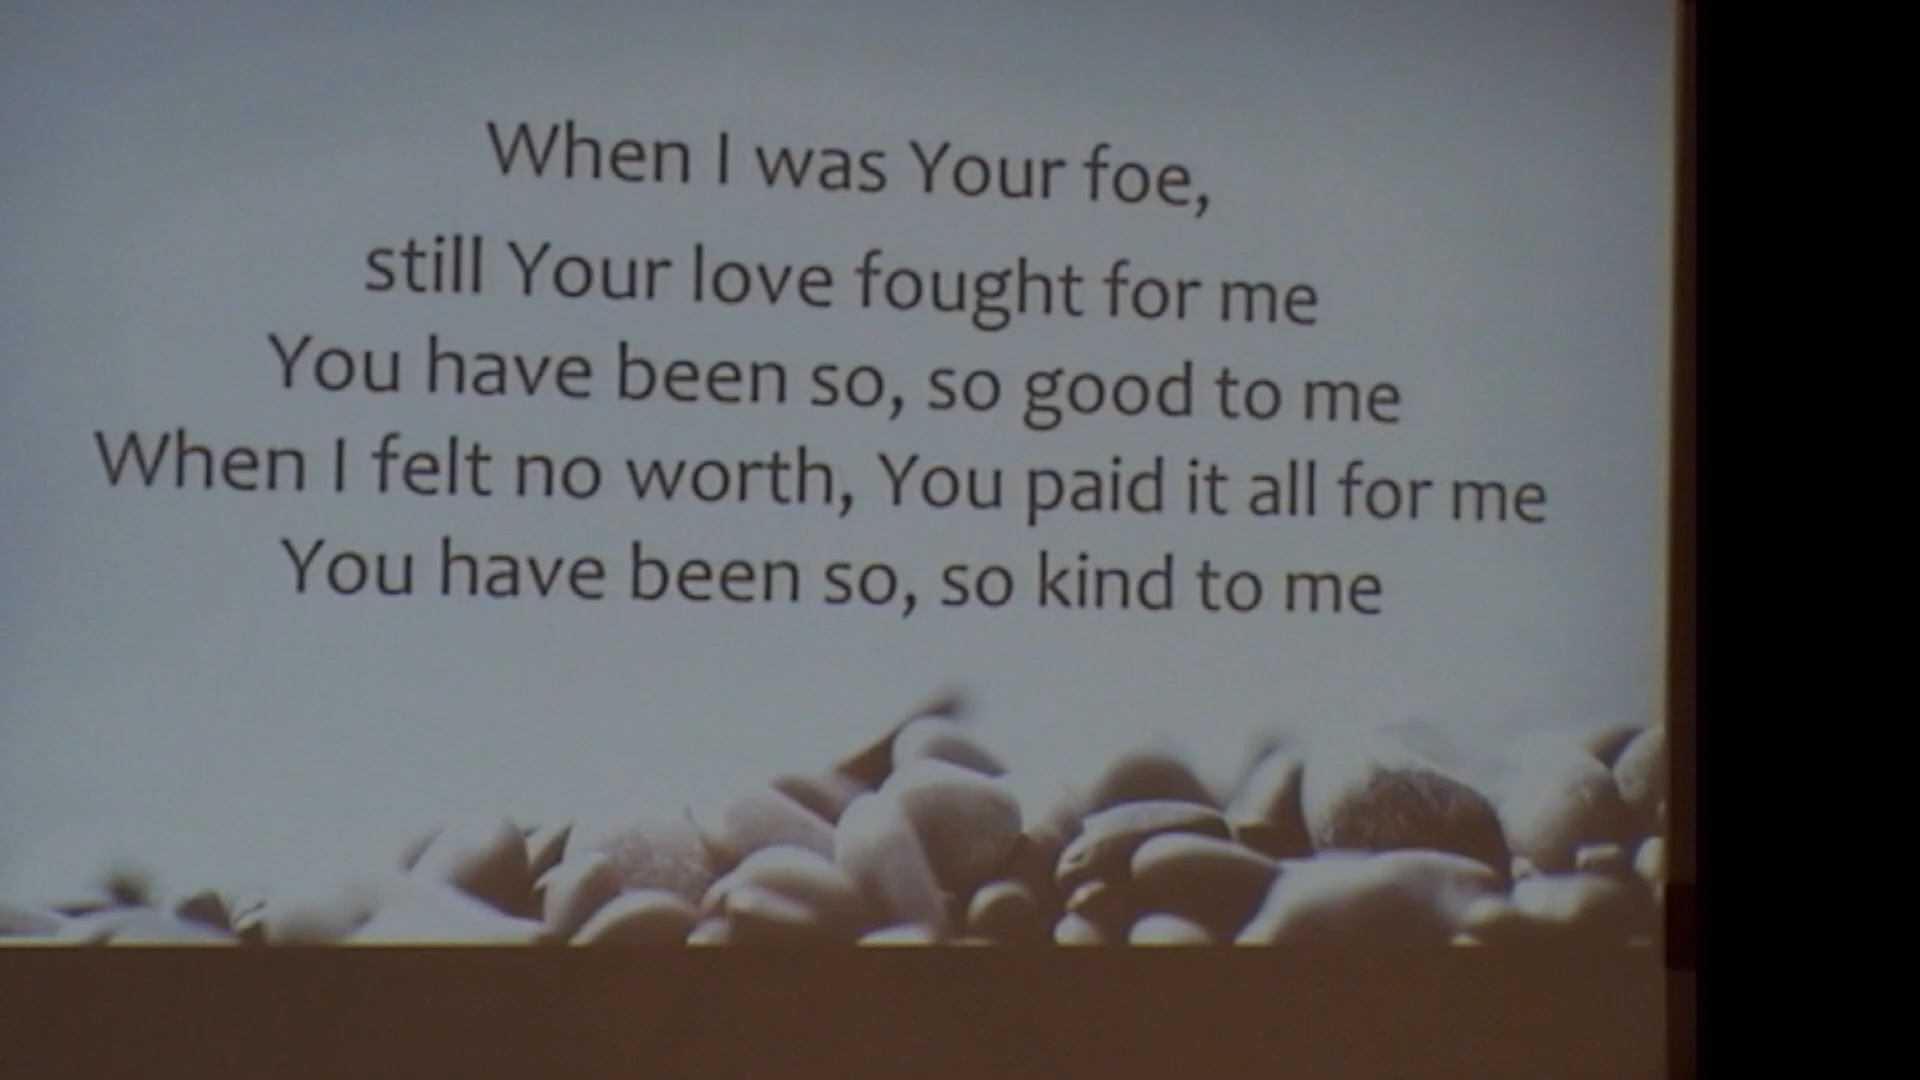 When I was Your foe,
still Your love fought for me
You have been so, so good to me
When I felt no worth, You paid it all for me
You have been so, so kind to me